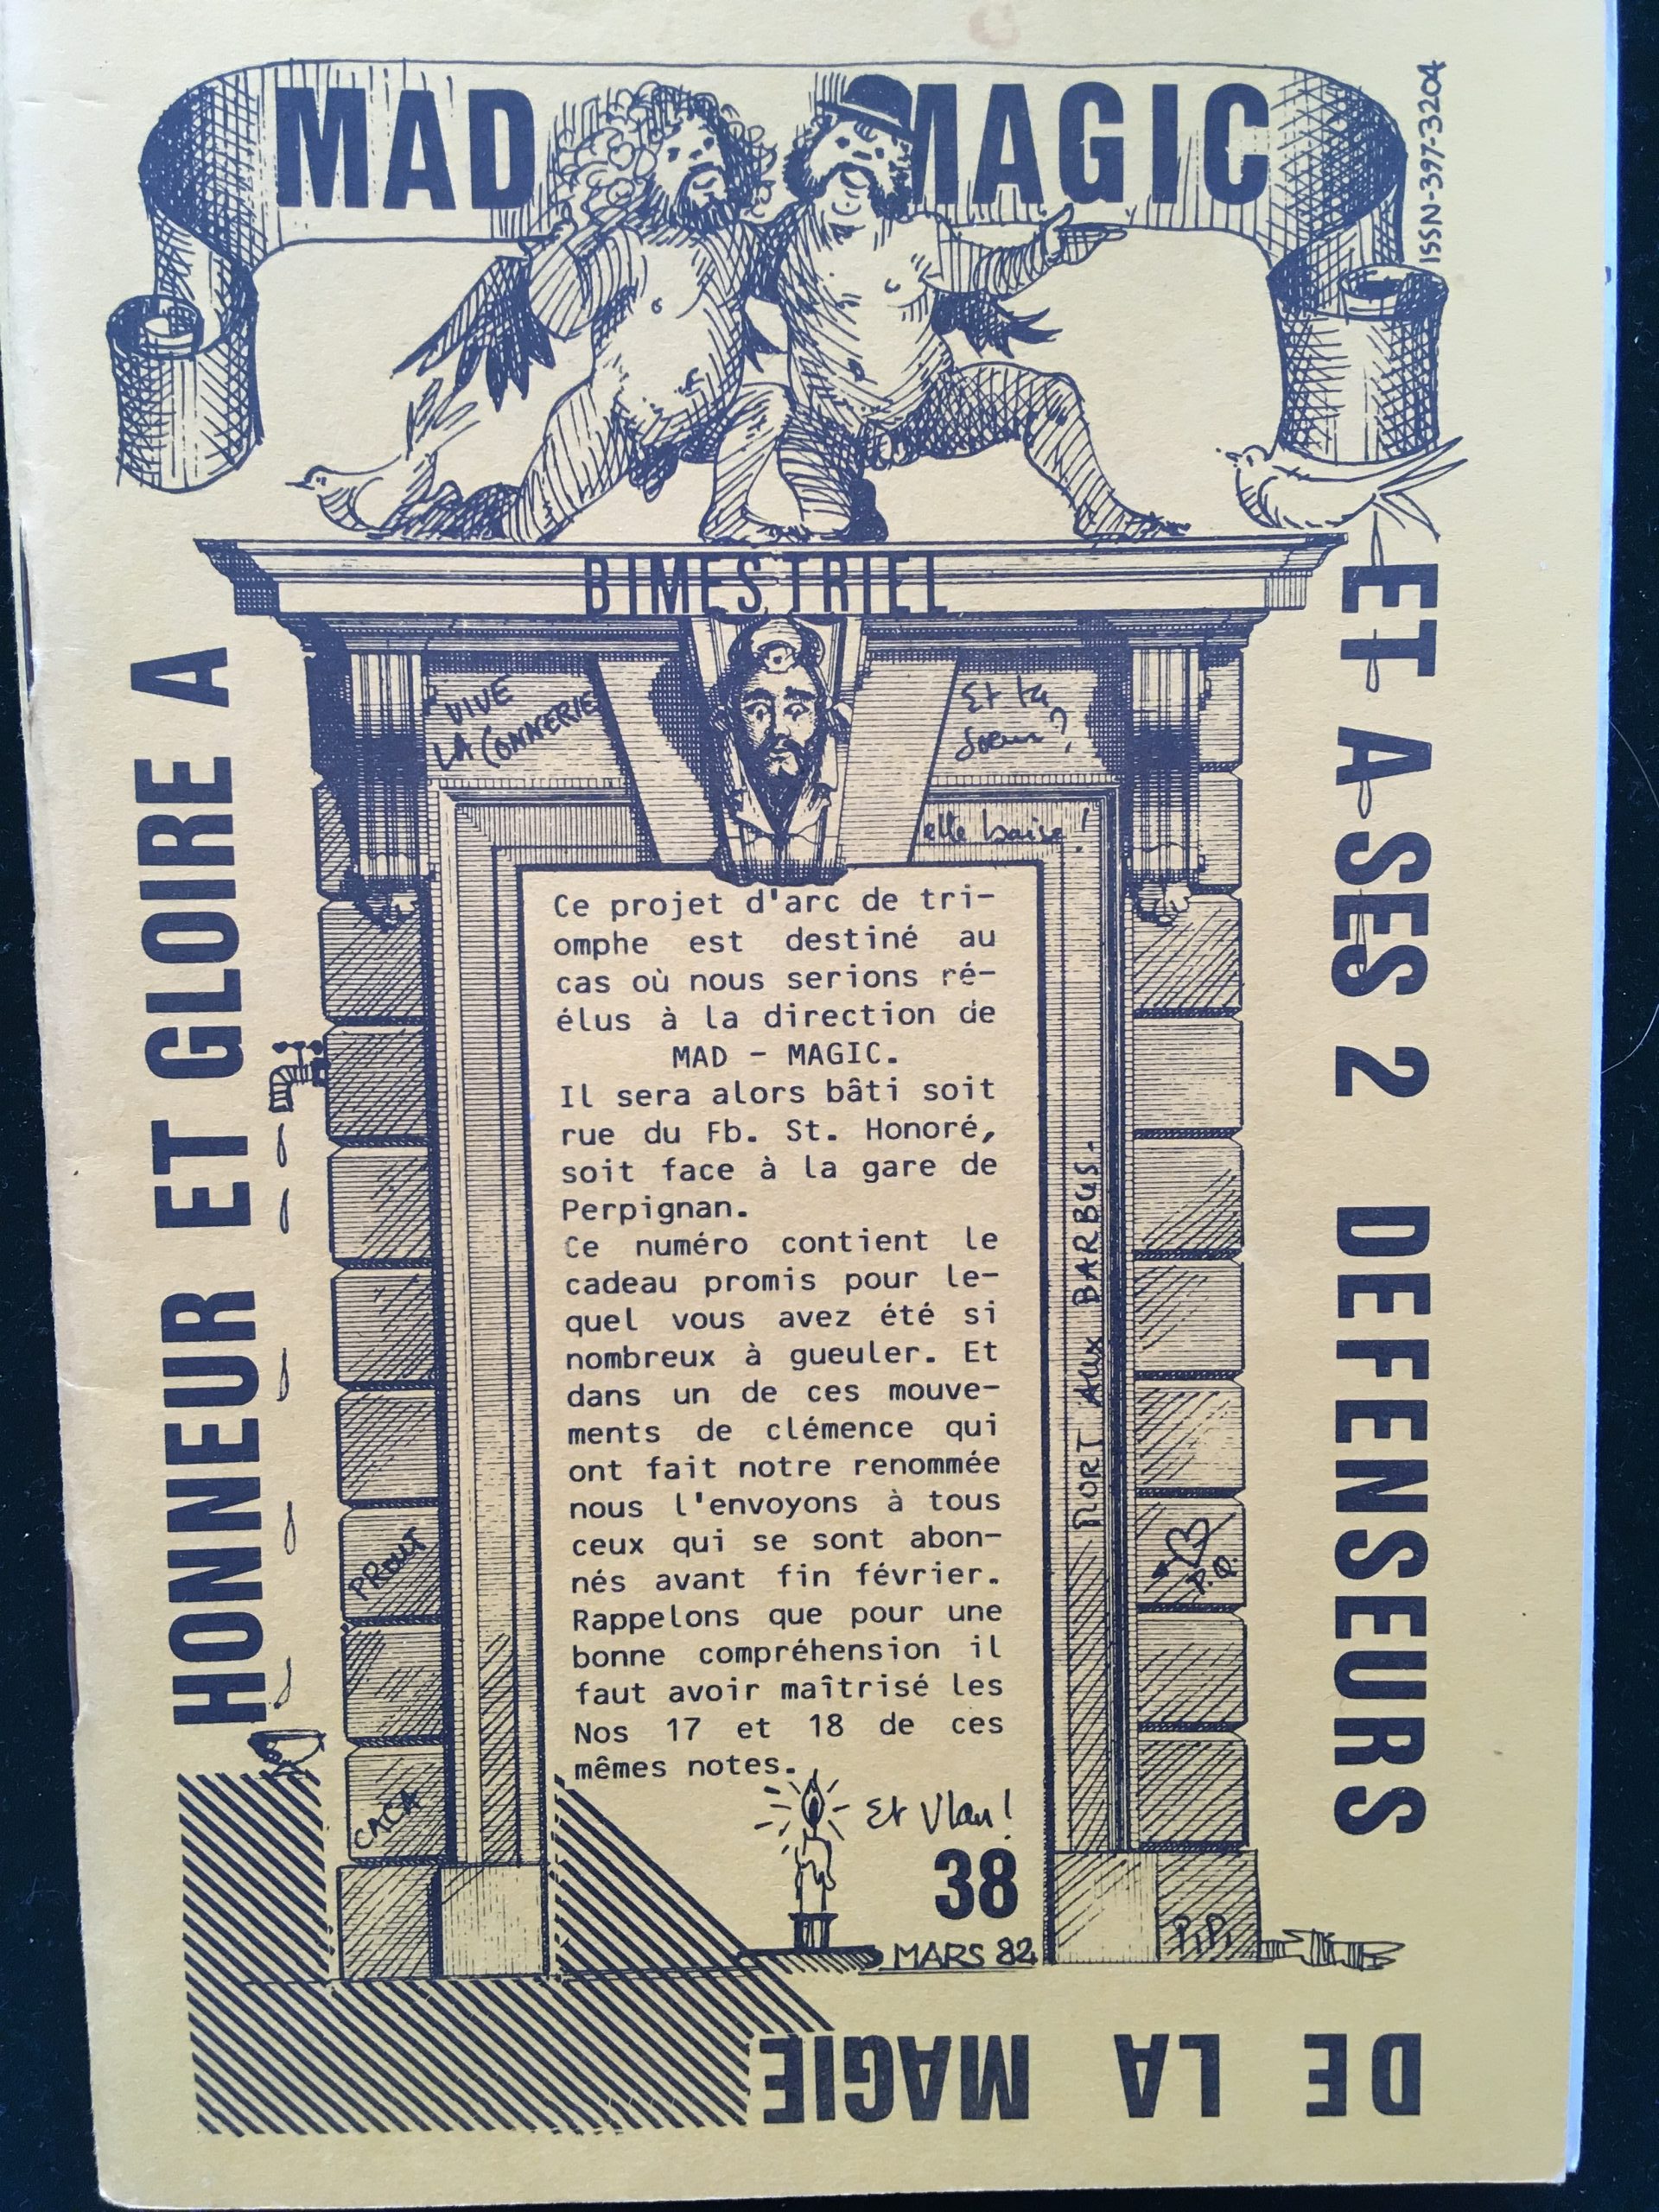 MAD MAGIC
ISSN-397-3204
BIMESTRIEL
HONNEUR ET GLOIRE A
ET A SES 2 DEFENSEURS
DE LA MAGIE
VIVE
LA CONNERIE
Et ta
soeur?
elle baise!
Ce projet d'arc de tri-
omphe est destiné au
cas où nous serions ré-
élus à la direction de
MAD - MAGIC.
Il sera alors bâti soit
rue du Fb. St. Honoré,
soit face à la gare de
Perpignan.
Ce numéro contient le
cadeau promis pour le-
quel vous avez été si
nombreux à gueuler. Et
dans un de ces mouve-
ments de clémence qui
ont fait notre renommée
nous l'envoyons à tous
ceux qui se sont abon-
nés avant fin février.
Rappelons que pour une
bonne compréhension il
faut avoir maîtrisé les
Nos 17 et 18 de ces
mêmes notes.
Et Vlan!
38
MARS 82
MORT AUX BARBUS.
PROUT
CACA
P.Q.
PiPi